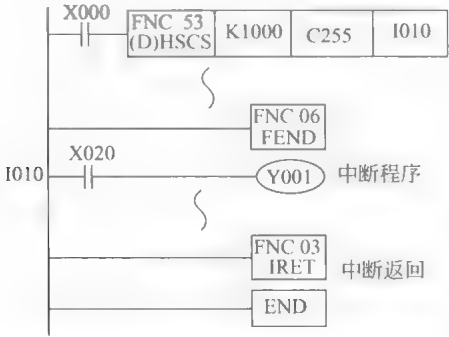 X000
FNC 53
(D)HSCS
K1000
C255
I010
FNC 06
FEND
X020
I010
Y001
中断程序
FNC 03
IRET
中断返回
END